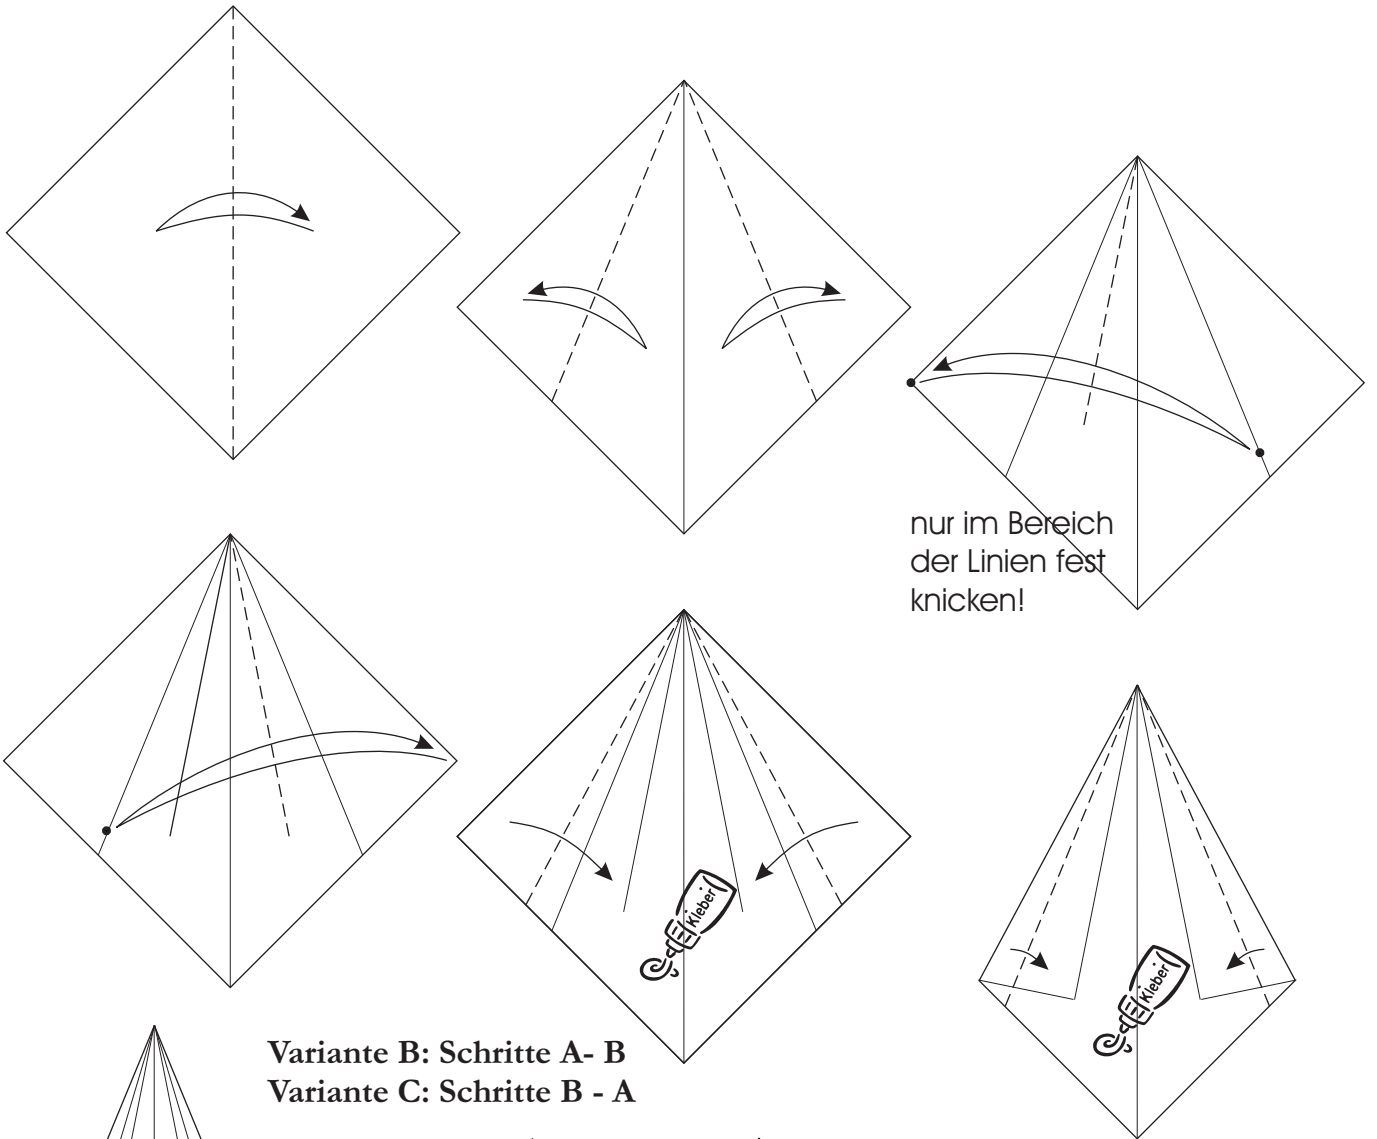 nur im Bereich
der Linien fest
knicken!
Kleber
Kleber
Variante B: Schritte A- B
Variante C: Schritte B - A